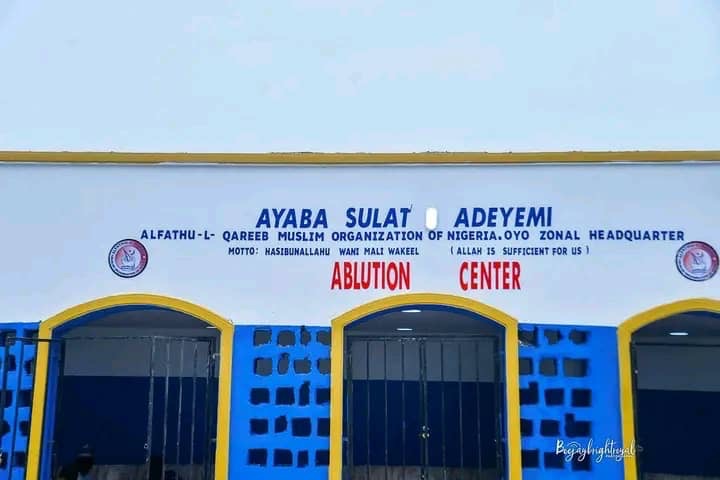 AYABA SULAT ADEYEMI
ALFATHU-L- QAREEB MUSLIM ORGANIZATION OF NIGERIA.OYO ZONAL HEADQUARTER
MOTTO: HASIBUNALLAHU WANI MALI WAKEEL (ALLAH IS SUFFICIENT FOR US)
ABLUTION CENTER
Beejaybrightroyal